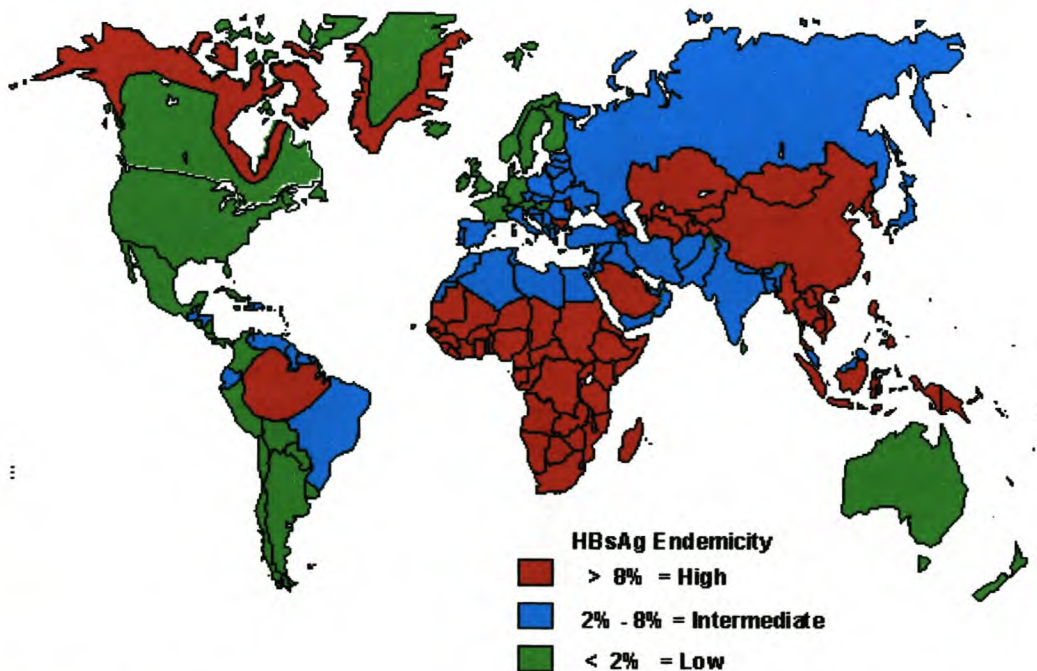 HBsAg Endemicity
> 8% = High
2% - 8% = Intermediate
< 2% = Low